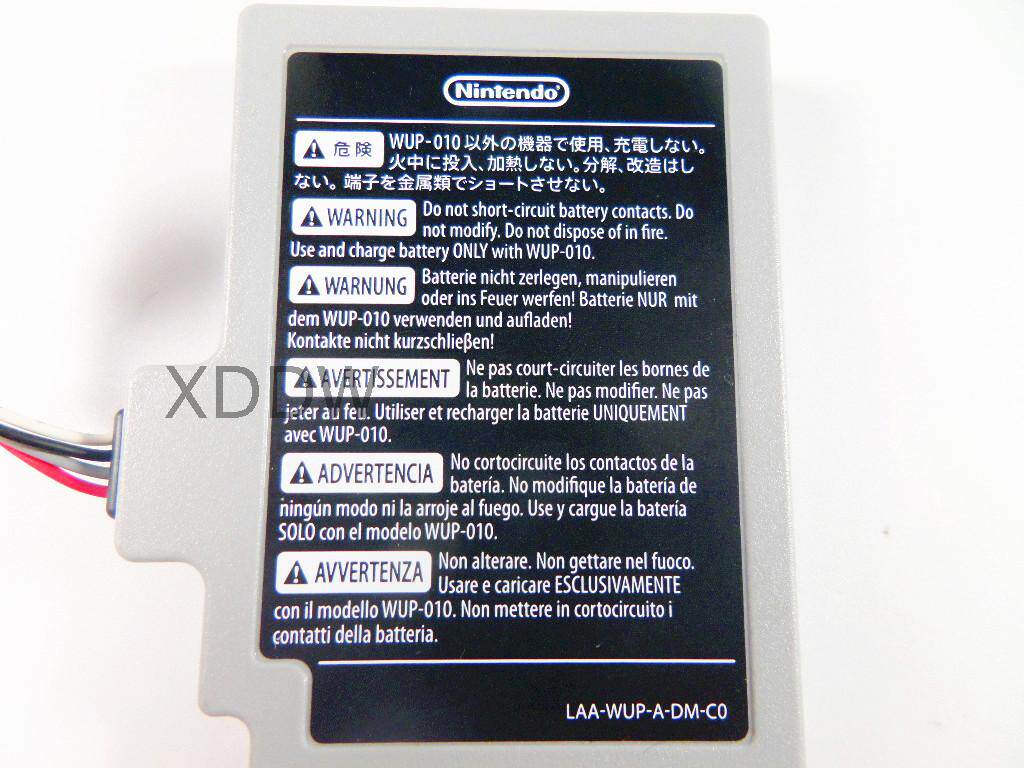 Nintendo
危険 WUP-010以外の機器で使用、充電しない。
火中に投入、加熱しない。分解、改造はし
ない。端子を金属類でショートさせない。
WARNING Do not short-circuit battery contacts. Do
not modify. Do not dispose of in fire.
Use and charge battery ONLY with WUP-010.
WARNUNG Batterie nicht zerlegen, manipulieren
oder ins Feuer werfen! Batterie NUR mit
dem WUP-010 verwenden und aufladen!
Kontakte nicht kurzschließen!
AVERTISSEMENT Ne pas court-circuiter les bornes de
la batterie. Ne pas modifier. Ne pas
jeter au feu. Utiliser et recharger la batterie UNIQUEMENT
avec WUP-010.
XDDW
ADVERTENCIA No cortocircuite los contactos de la
batería. No modifique la batería de
ningún modo ni la arroje al fuego. Use y cargue la batería
SOLO con el modelo WUP-010.
AVVERTENZA Non alterare. Non gettare nel fuoco.
Usare e caricare ESCLUSIVAMENTE
con il modello WUP-010. Non mettere in cortocircuito i
contatti della batteria.
LAA-WUP-A-DM-C0